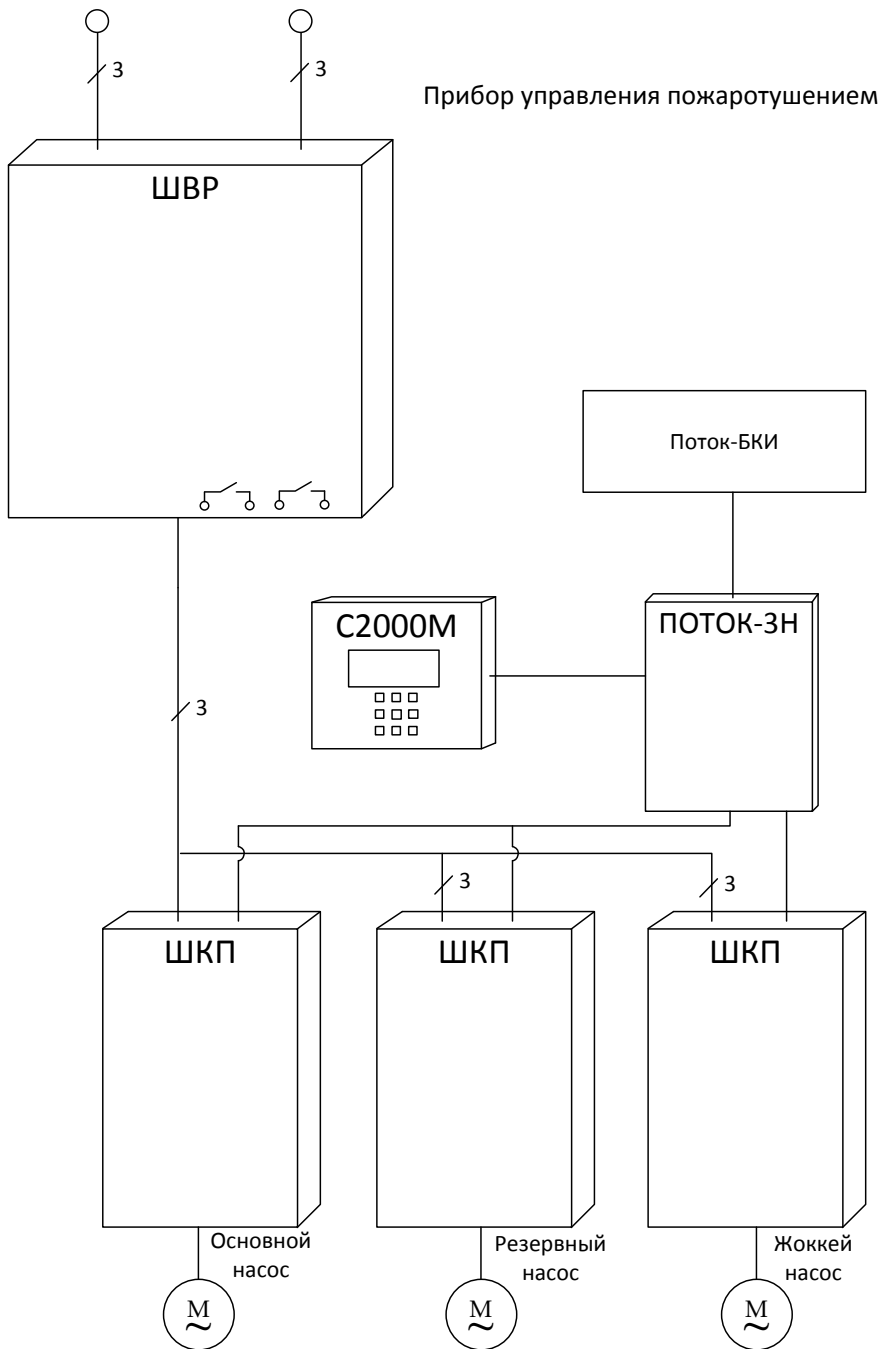 3
3
Прибор управления пожаротушением
ШВР
Поток-БКИ
С2000М
ПОТОК-3Н
3
3
3
ШКП
ШКП
ШКП
Основной
насос
Резервный
насос
Жоккей
насос
M
~
M
~
M
~